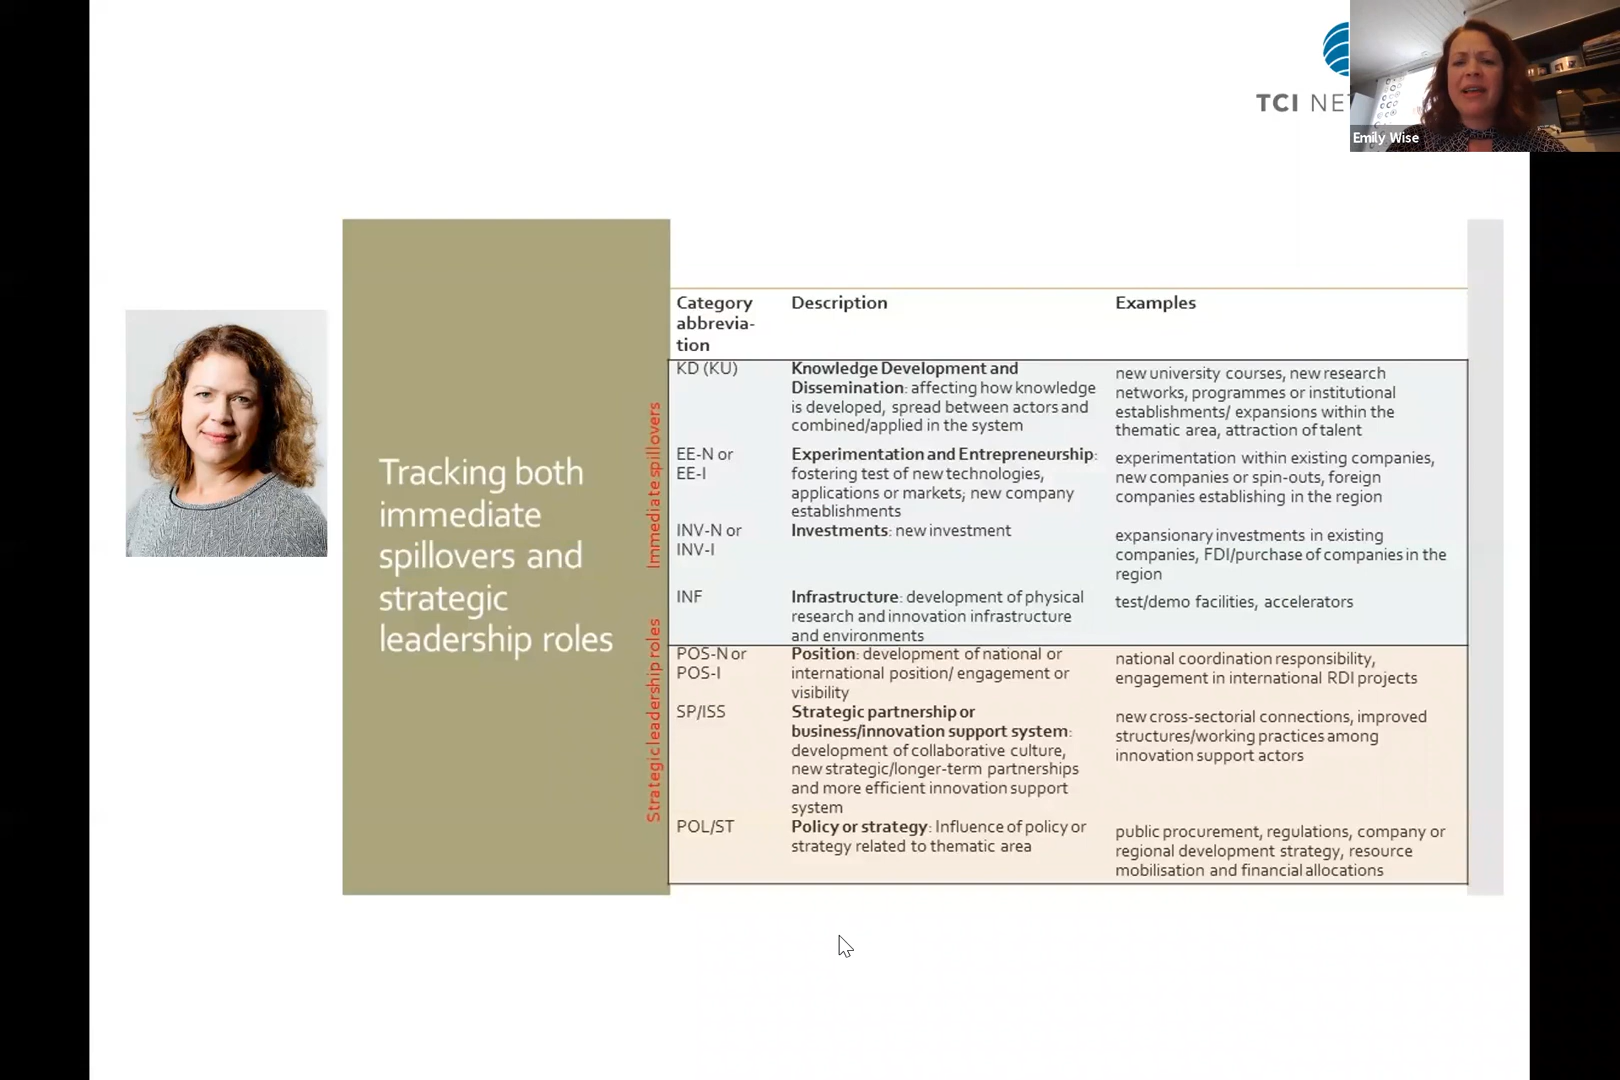 TCI NE
Emily Wise
Tracking both
immediate
spillovers and
strategic
leadership roles
Immediate spillovers
Strategic leadership roles
Category
abbrevia-
tion
Description
Examples
KD (KU)
Knowledge Development and
Dissemination: affecting how knowledge
is developed, spread between actors and
combined/applied in the system
new university courses, new research
networks, programmes or institutional
establishments/ expansions within the
thematic area, attraction of talent
EE-N or
EE-I
Experimentation and Entrepreneurship:
fostering test of new technologies,
applications or markets; new company
establishments
experimentation within existing companies,
new companies or spin-outs, foreign
companies establishing in the region
INV-N or
INV-I
Investments: new investment
expansionary investments in existing
companies, FDI/purchase of companies in the
region
INF
Infrastructure: development of physical
research and innovation infrastructure
and environments
test/demo facilities, accelerators
POS-N or
POS-I
Position: development of national or
international position/ engagement or
visibility
national coordination responsibility,
engagement in international RDI projects
SP/ISS
Strategic partnership or
business/innovation support system:
development of collaborative culture,
new strategic/longer-term partnerships
and more efficient innovation support
system
new cross-sectorial connections, improved
structures/working practices among
innovation support actors
POL/ST
Policy or strategy: Influence of policy or
strategy related to thematic area
public procurement, regulations, company or
regional development strategy, resource
mobilisation and financial allocations